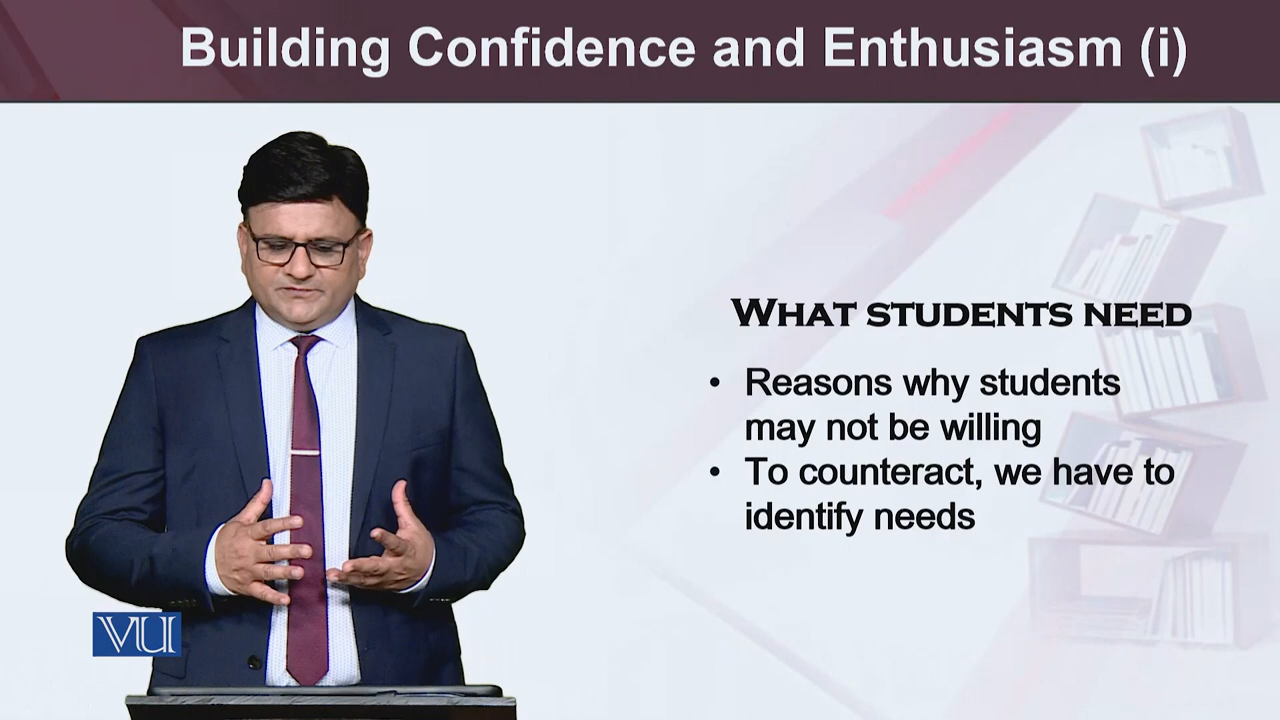 Building Confidence and Enthusiasm (i)
WHAT STUDENTS NEED
• Reasons why students
may not be willing
• To counteract, we have to
identify needs
VU